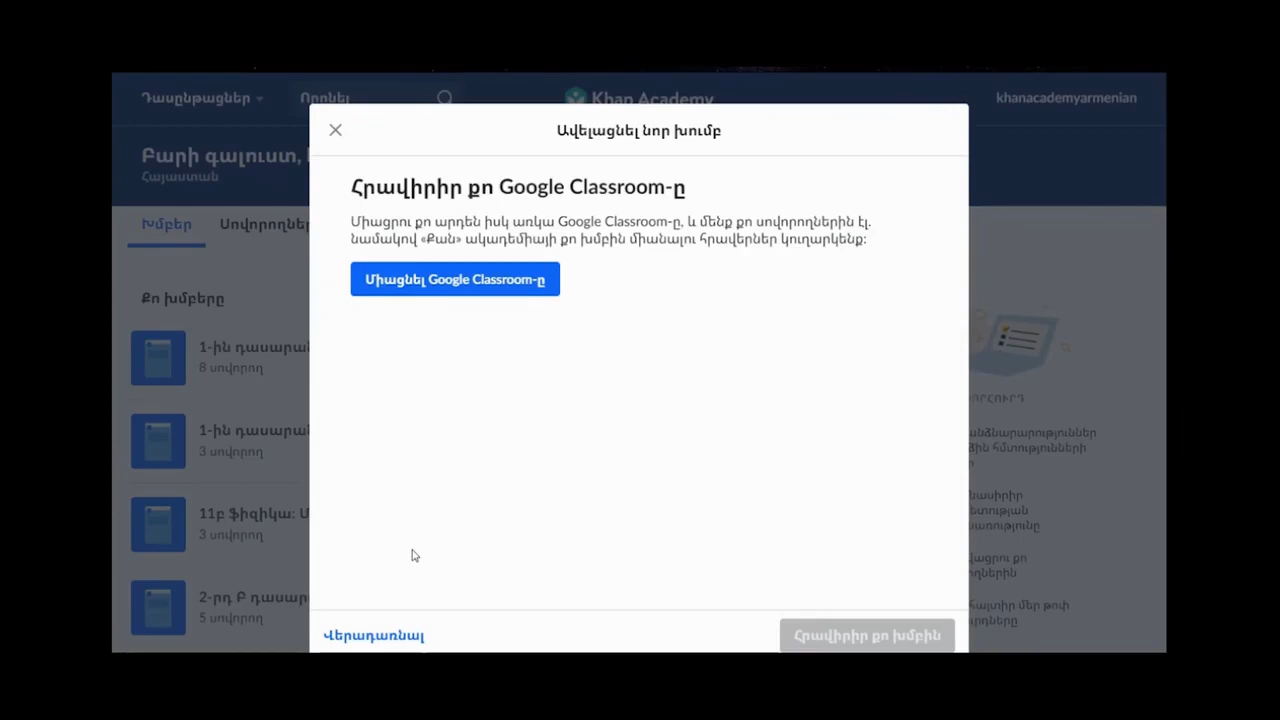 Դասընթացներ
Որոնել
Khan Academy
khanacademyarmenian
Բարի գալուստ,
Հայաստան
Ավելացնել նոր խումբ
Հրավիրիր քո Google Classroom-ը
Միացրու քո արդեն իսկ առկա Google Classroom-ը, և մենք քո սովորողներին էլ.
նամակով «Քան» ակադեմիայի քո խմբին միանալու հրավերներ կուղարկենք:
Միացնել Google Classroom-ը
Խմբեր
Սովորողներ
Քո խմբերը
1-ին դասարան
8 սովորող
1-ին դասարան
3 սովորող
11բ ֆիզիկա: Մ
3 սովորող
2-րդ Բ դասար
5 սովորող
Վերադառնալ
Հրավիրիր քո խմբին